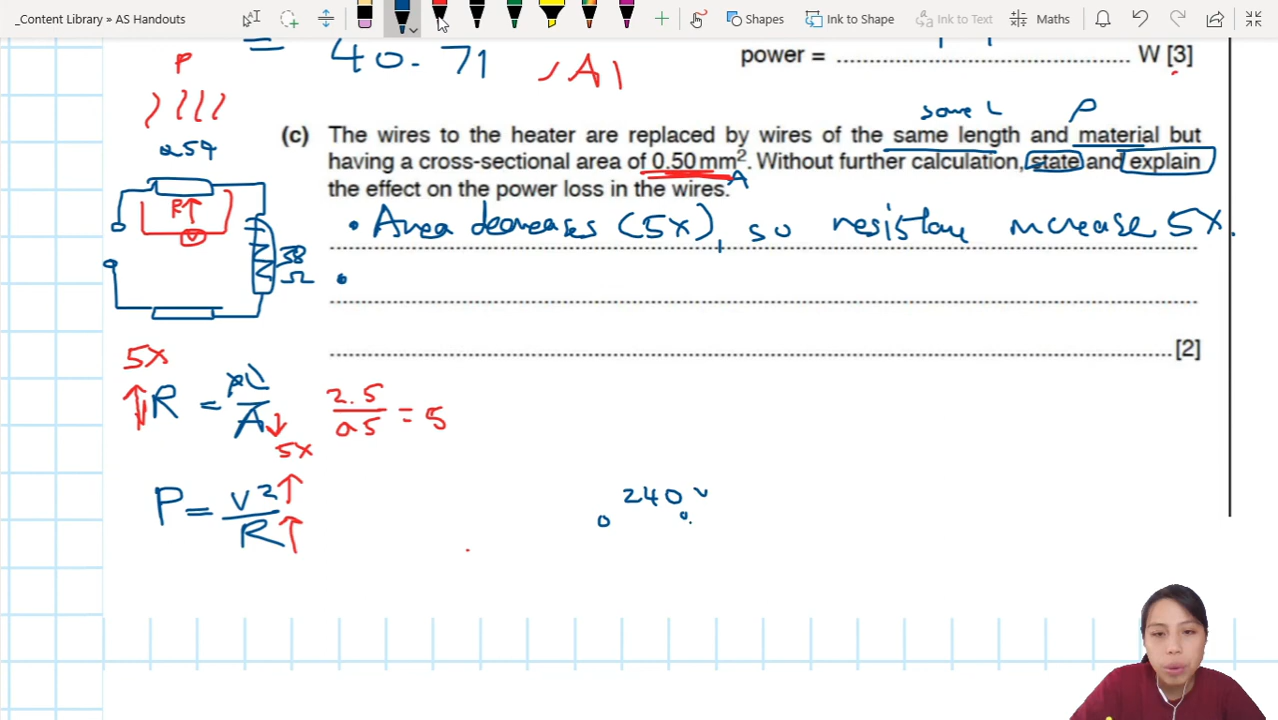 _Content Library » AS Handouts
Shapes
Ink to Shape
Ink to Text
Maths
40.71 / A1
power = ........................................ W [3]
P
same L
ρ
(c) The wires to the heater are replaced by wires of the same length and material but
having a cross-sectional area of 0.50 mm². Without further calculation, state and explain
the effect on the power loss in the wires.
A
R↑
V
38
Ω
• Area decreases (5x), so resistance increase 5x.
•
[2]
5x
↑R = ρL/A↓
5x
2.5/0.5 = 5
P = V²↑/R↑
240 V